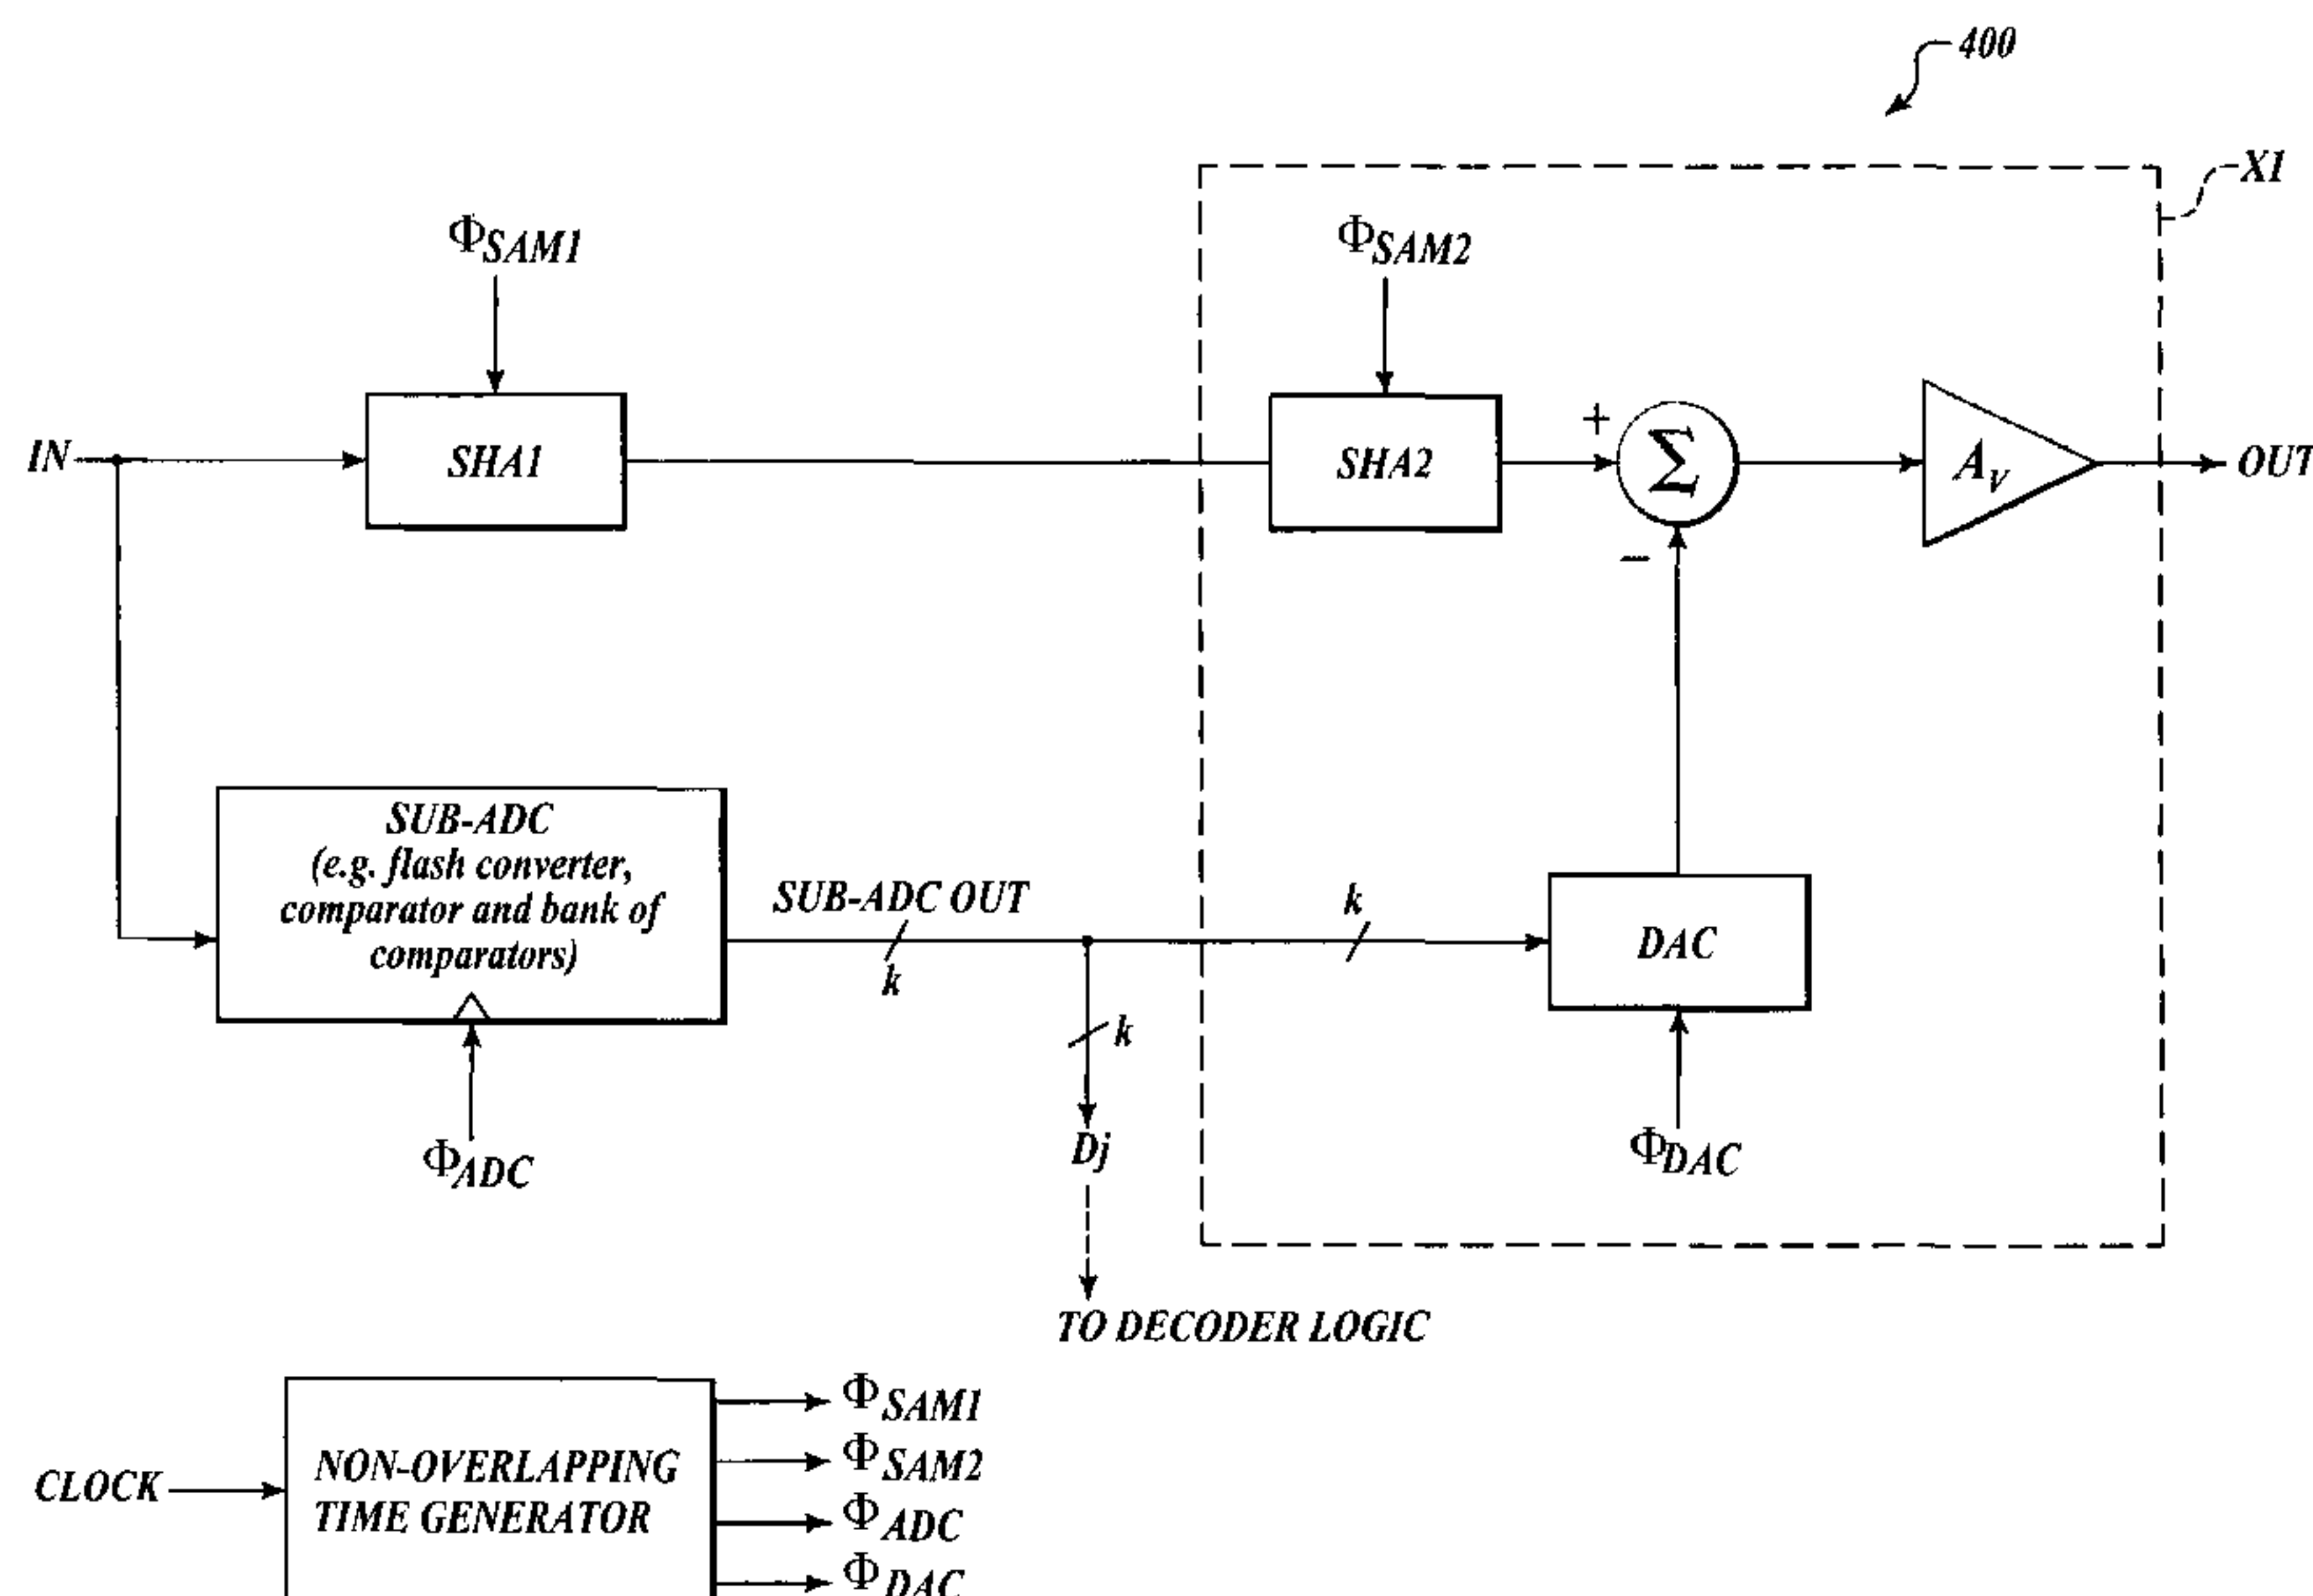 400
X1
ΦSAM1
ΦSAM2
IN
SHA1
SHA2
+
Σ
AV
OUT
−
SUB-ADC
(e.g. flash converter,
comparator and bank of
comparators)
SUB-ADC OUT
k
k
DAC
k
ΦADC
Dj
ΦDAC
TO DECODER LOGIC
CLOCK
NON-OVERLAPPING
TIME GENERATOR
ΦSAM1
ΦSAM2
ΦADC
ΦDAC